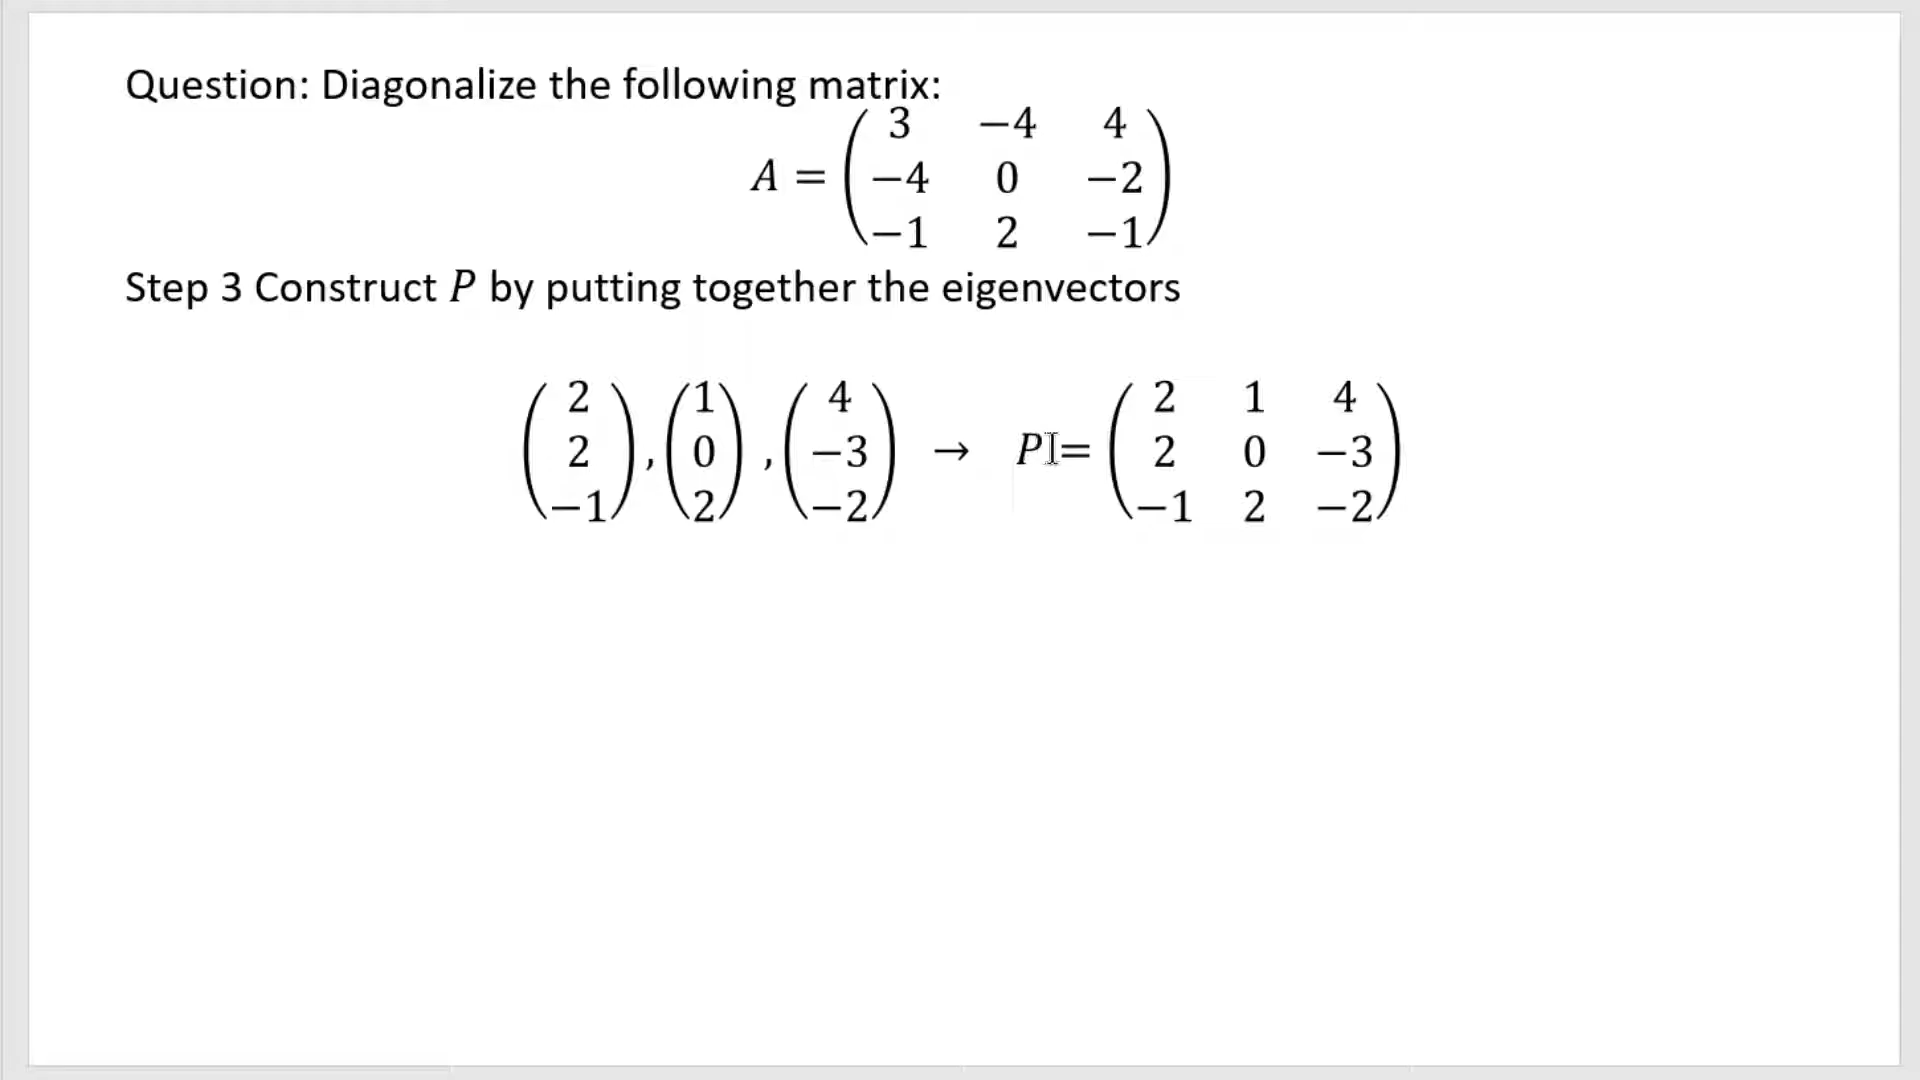 Question: Diagonalize the following matrix:
A = ( 3 −4 4
−4 0 −2
−1 2 −1 )
Step 3 Construct P by putting together the eigenvectors
( 2 2 −1 ) , ( 1 0 2 ) , ( 4 −3 −2 ) → P = ( 2 1 4
2 0 −3
−1 2 −2 )